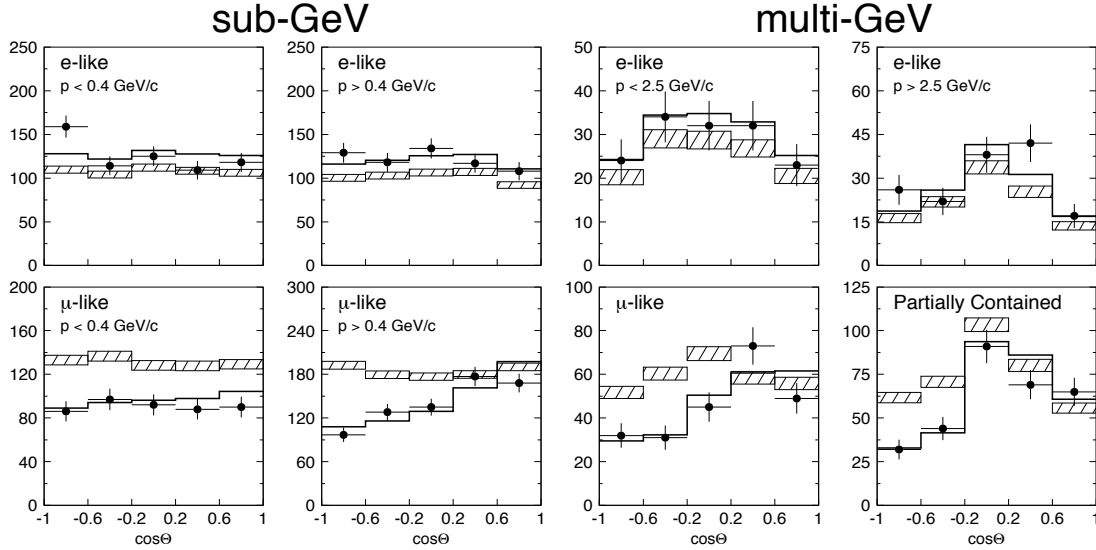 sub-GeV
multi-GeV
250
200
150
100
50
0
e-like
p < 0.4 GeV/c
250
200
150
100
50
0
e-like
p > 0.4 GeV/c
50
40
30
20
10
0
e-like
p < 2.5 GeV/c
75
60
45
30
15
0
e-like
p > 2.5 GeV/c
200
160
120
80
40
0
μ-like
p < 0.4 GeV/c
-1 -0.6 -0.2 0.2 0.6 1
cosΘ
300
240
180
120
60
0
μ-like
p > 0.4 GeV/c
-1 -0.6 -0.2 0.2 0.6 1
cosΘ
100
80
60
40
20
0
μ-like
-1 -0.6 -0.2 0.2 0.6 1
cosΘ
125
100
75
50
25
0
Partially Contained
-1 -0.6 -0.2 0.2 0.6 1
cosΘ